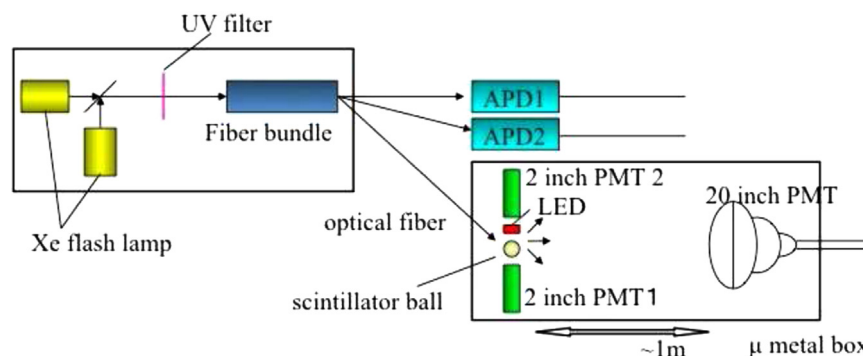 UV filter
APD1
Fiber bundle
APD2
2 inch PMT 2
20 inch PMT
LED
optical fiber
Xe flash lamp
scintillator ball
2 inch PMT1
~1m
μ metal box